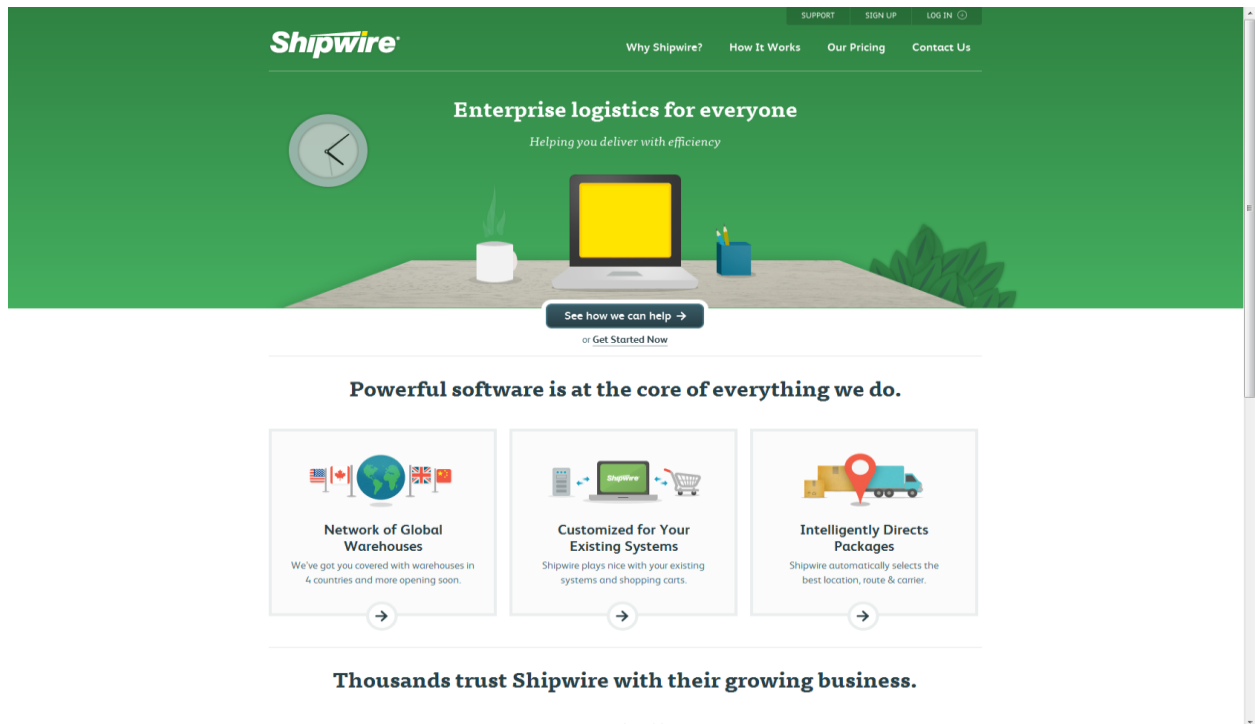 SUPPORT SIGN UP LOG IN
Shipwire
Why Shipwire? How It Works Our Pricing Contact Us
Enterprise logistics for everyone
Helping you deliver with efficiency
See how we can help →
or Get Started Now
Powerful software is at the core of everything we do.
Shipwire
Network of Global
Warehouses
We've got you covered with warehouses in
4 countries and more opening soon.
Customized for Your
Existing Systems
Shipwire plays nice with your existing
systems and shopping carts.
Intelligently Directs
Packages
Shipwire automatically selects the
best location, route & carrier.
Thousands trust Shipwire with their growing business.